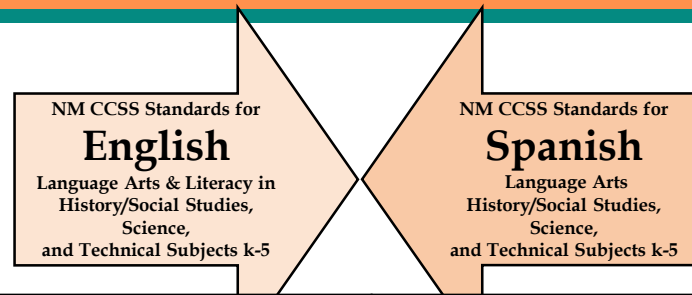 NM CCSS Standards for
English
Language Arts & Literacy in
History/Social Studies,
Science,
and Technical Subjects k-5
NM CCSS Standards for
Spanish
Language Arts
History/Social Studies,
Science,
and Technical Subjects k-5